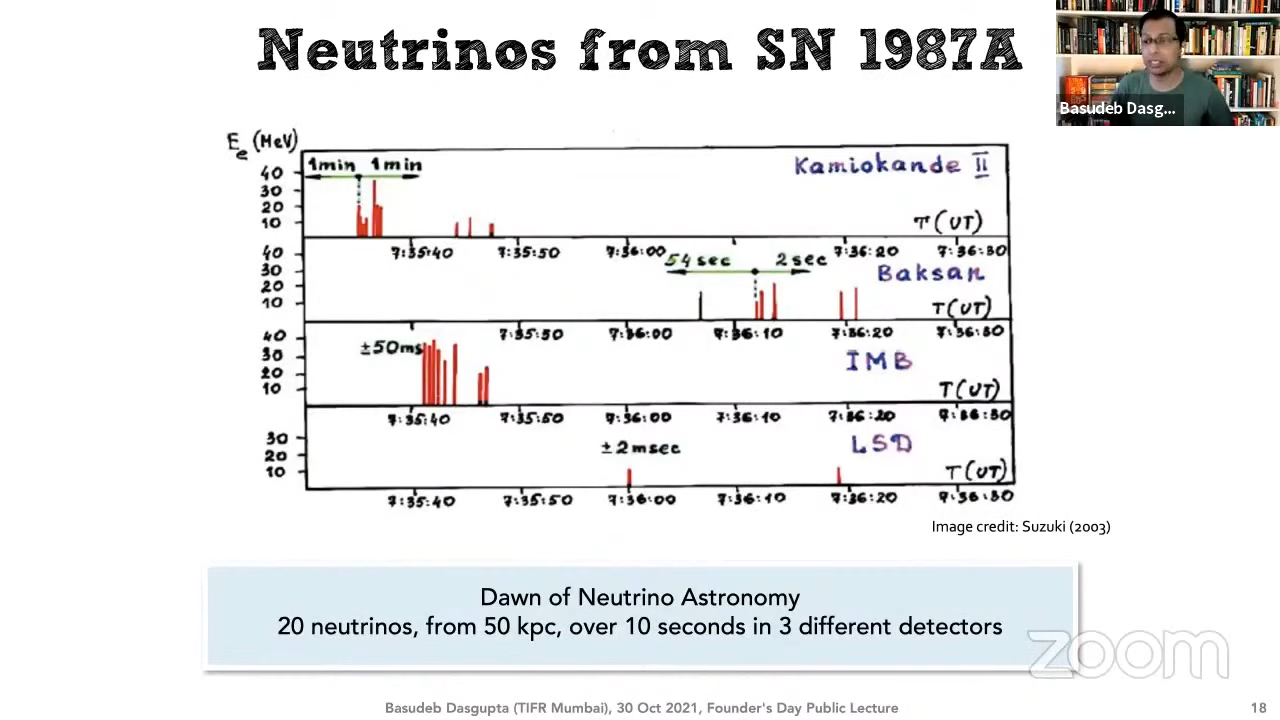 Neutrinos from SN 1987A
Basudeb Dasg...
Ee (MeV)
1min 1min
Kamiokande II
40
30
20
10
T(UT)
7:35:40 7:35:50 7:36:00 7:36:20 7:36:30
54 sec 2 sec
Baksan
40
30
20
10
T(UT)
7:35:50 7:36:00 7:36:10 7:36:20 7:36:30
±50ms
IMB
40
30
20
10
T(UT)
7:35:40 7:35:50 7:36:00 7:36:10 7:36:20 7:36:30
±2msec
LSD
30
20
10
T(UT)
7:35:40 7:35:50 7:36:00 7:36:10 7:36:20 7:36:30
Image credit: Suzuki (2003)
Dawn of Neutrino Astronomy
20 neutrinos, from 50 kpc, over 10 seconds in 3 different detectors
zoom
Basudeb Dasgupta (TIFR Mumbai), 30 Oct 2021, Founder's Day Public Lecture
18